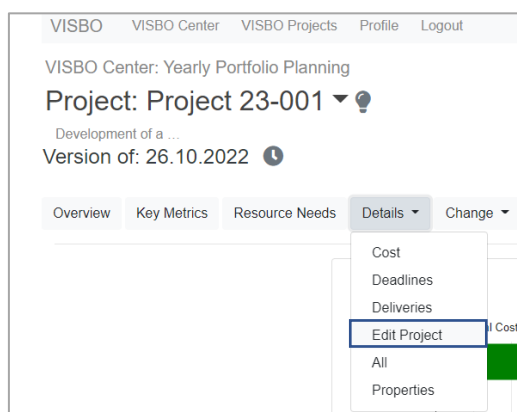 VISBO VISBO Center VISBO Projects Profile Logout
VISBO Center: Yearly Portfolio Planning
Project: Project 23-001
Development of a ...
Version of: 26.10.2022
Overview Key Metrics Resource Needs Details Change
Cost
Deadlines
Deliveries
Edit Project
l Cost
All
Properties